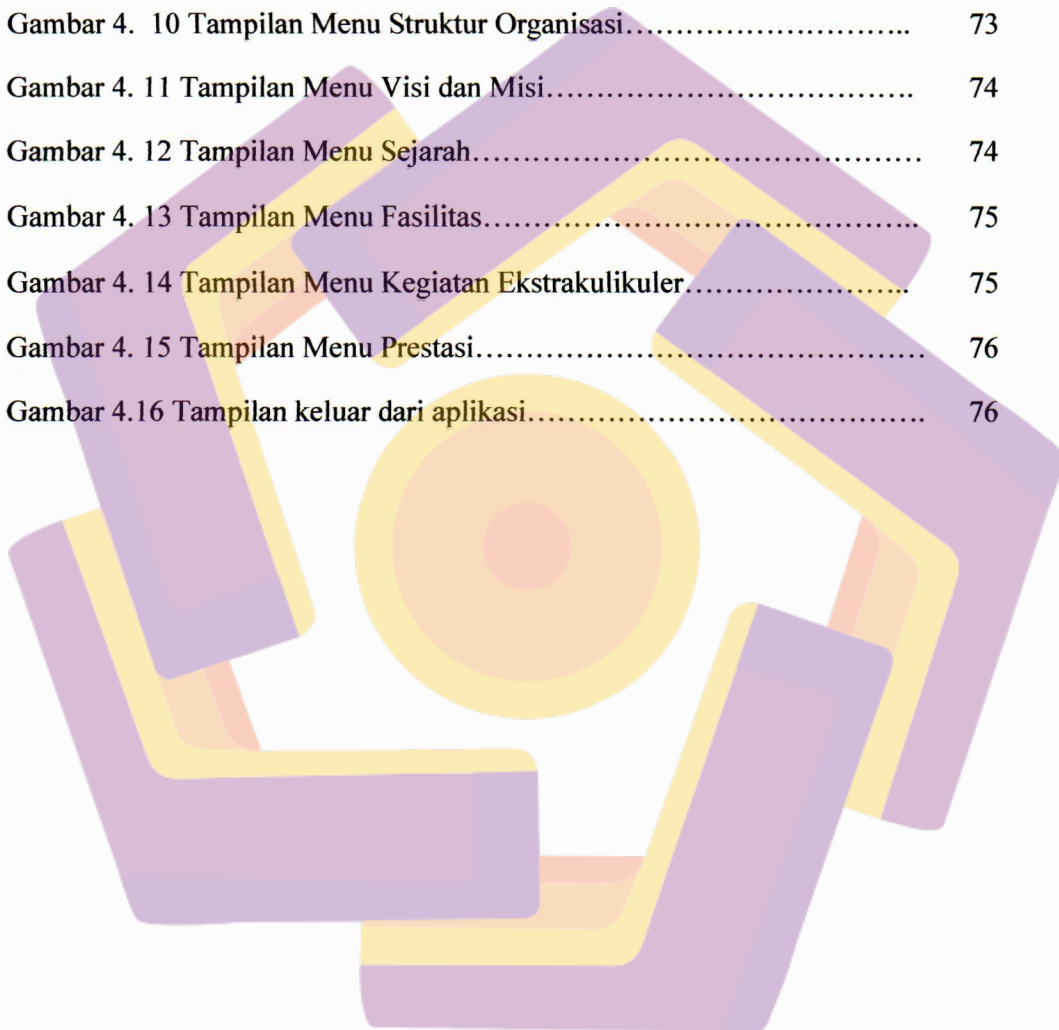 Gambar 4. 10 Tampilan Menu Struktur Organisasi……………………….. 73
Gambar 4. 11 Tampilan Menu Visi dan Misi………………………………. 74
Gambar 4. 12 Tampilan Menu Sejarah……………………………………… 74
Gambar 4. 13 Tampilan Menu Fasilitas…………………………………….. 75
Gambar 4. 14 Tampilan Menu Kegiatan Ekstrakulikuler…………………. 75
Gambar 4. 15 Tampilan Menu Prestasi……………………………………… 76
Gambar 4.16 Tampilan keluar dari aplikasi…………………………………. 76